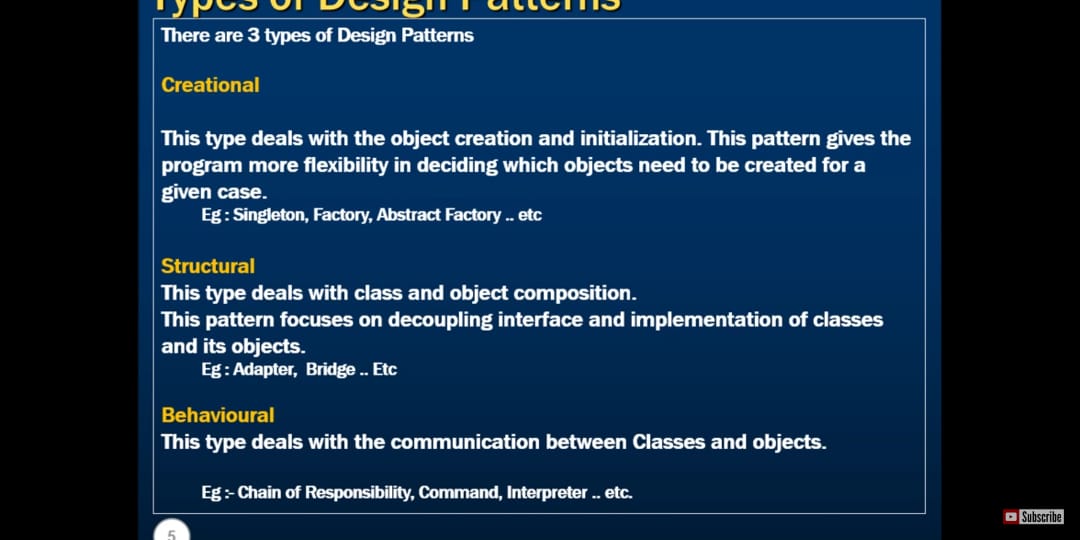 Types of Design Patterns
There are 3 types of Design Patterns
Creational
This type deals with the object creation and initialization. This pattern gives the
program more flexibility in deciding which objects need to be created for a
given case.
Eg : Singleton, Factory, Abstract Factory .. etc
Structural
This type deals with class and object composition.
This pattern focuses on decoupling interface and implementation of classes
and its objects.
Eg : Adapter, Bridge .. Etc
Behavioural
This type deals with the communication between Classes and objects.
Eg :- Chain of Responsibility, Command, Interpreter .. etc.
5
Subscribe